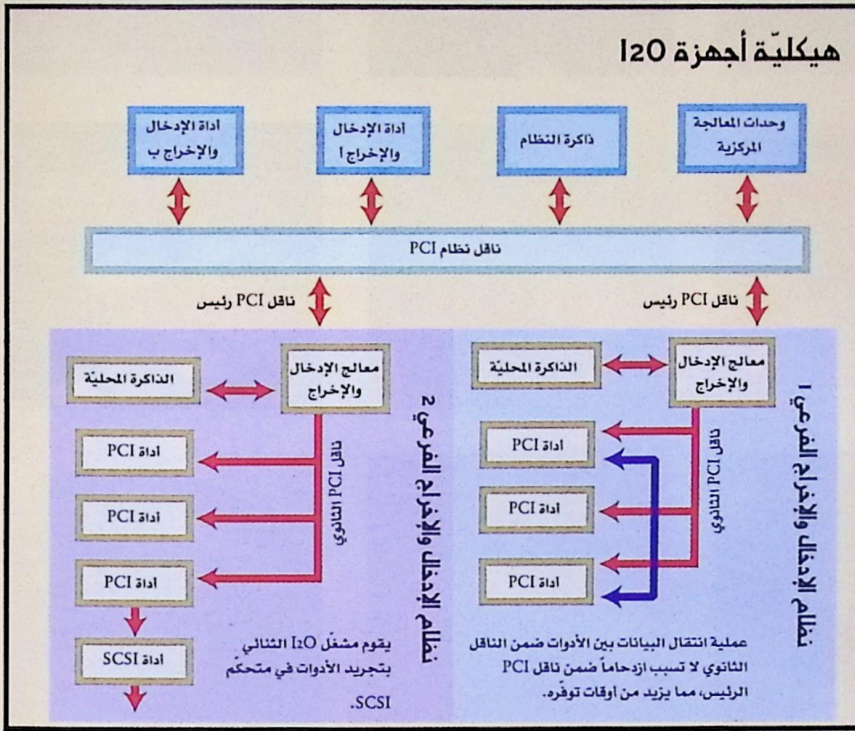 هيكليّة أجهزة I2O
وحدات المعالجة
المركزية
ذاكرة النظام
أداة الإدخال
والإخراج أ
أداة الإدخال
والإخراج ب
ناقل نظام PCI
ناقل PCI رئيس
ناقل PCI رئيس
نظام الإدخال والإخراج الفرعي 1
معالج الإدخال
والإخراج
الذاكرة المحليّة
ناقل PCI الثانوي
أداة PCI
أداة PCI
أداة PCI
عملية انتقال البيانات بين الأدوات ضمن الناقل
الثانوي لا تسبب ازدحاماً ضمن ناقل PCI
الرئيس، مما يزيد من أوقات توفّره.
نظام الإدخال والإخراج الفرعي 2
معالج الإدخال
والإخراج
الذاكرة المحليّة
ناقل PCI الثانوي
أداة PCI
أداة PCI
أداة PCI
أداة SCSI
يقوم مشغّل I2O الثنائي
بتجريد الأدوات في متحكّم
SCSI.